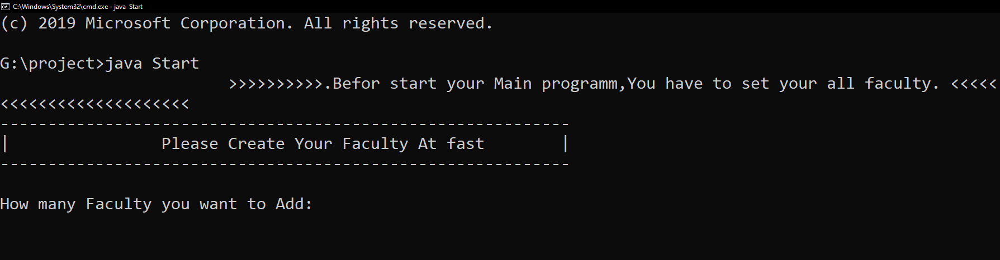 C:\Windows\System32\cmd.exe - java Start
(c) 2019 Microsoft Corporation. All rights reserved.
G:\project>java Start
>>>>>>>>>>.Befor start your Main programm,You have to set your all faculty. <<<<<
<<<<<<<<<<<<<<<<<<<<
------------------------------------------------------------
| Please Create Your Faculty At fast |
------------------------------------------------------------
How many Faculty you want to Add: